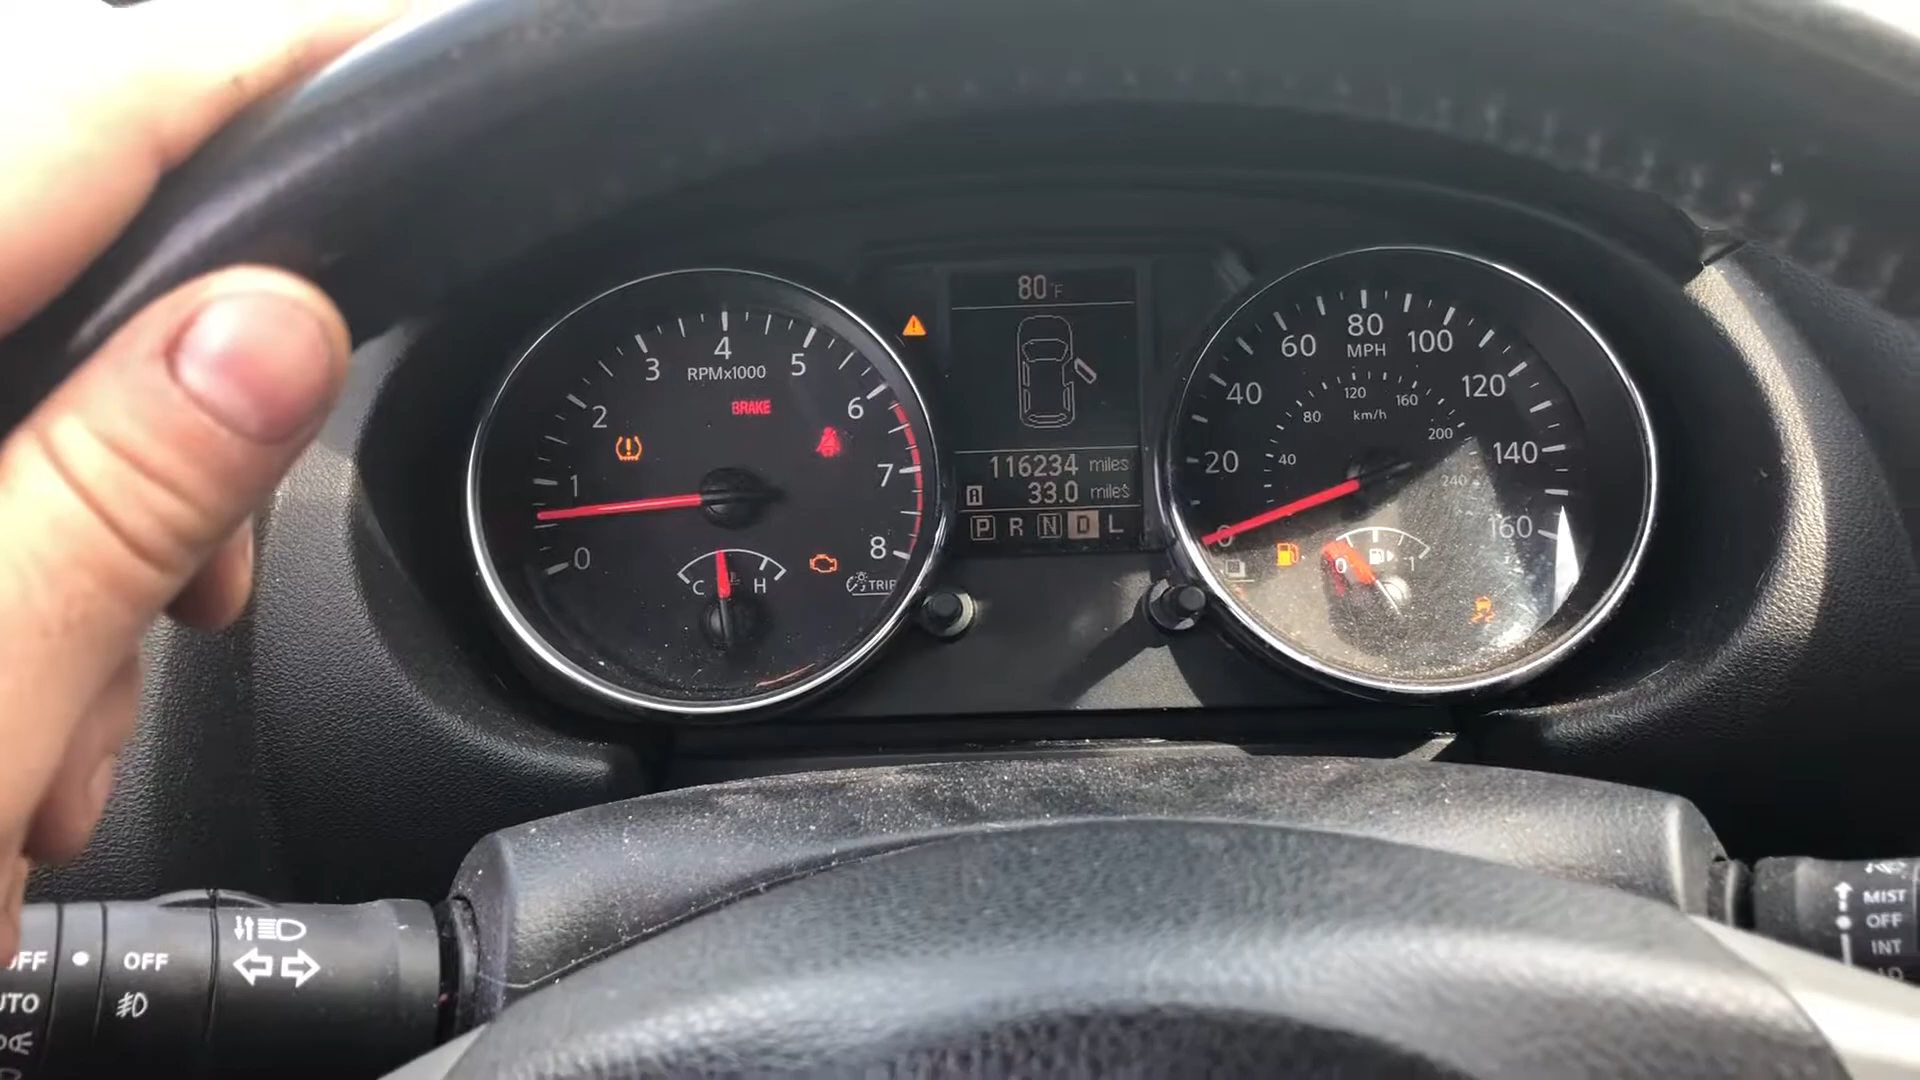 80°F
4
3
5
RPMx1000
2
BRAKE
6
1
7
0
8
C H
TRIP
116234 miles
A 33.0 miles
P R N D L
80
60
MPH
100
40
120
120
80
160
km/h
20
40
200
140
240
0
160
0
1
OFF
OFF
MIST
OFF
INT